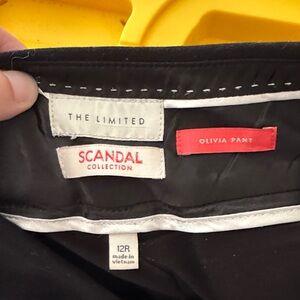 THE LIMITED
OLIVIA PANT
SCANDAL
COLLECTION
12R
made in
vietnam